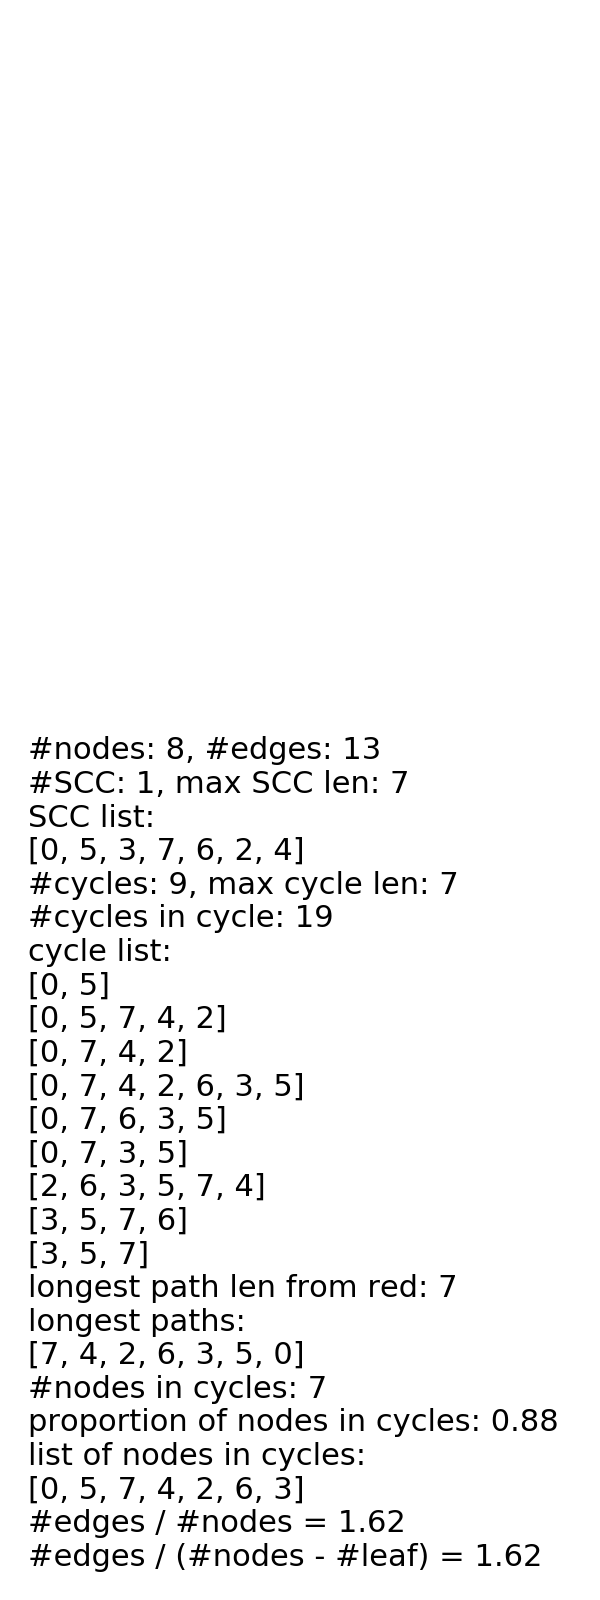 #nodes: 8, #edges: 13
#SCC: 1, max SCC len: 7
SCC list:
[0, 5, 3, 7, 6, 2, 4]
#cycles: 9, max cycle len: 7
#cycles in cycle: 19
cycle list:
[0, 5]
[0, 5, 7, 4, 2]
[0, 7, 4, 2]
[0, 7, 4, 2, 6, 3, 5]
[0, 7, 6, 3, 5]
[0, 7, 3, 5]
[2, 6, 3, 5, 7, 4]
[3, 5, 7, 6]
[3, 5, 7]
longest path len from red: 7
longest paths:
[7, 4, 2, 6, 3, 5, 0]
#nodes in cycles: 7
proportion of nodes in cycles: 0.88
list of nodes in cycles:
[0, 5, 7, 4, 2, 6, 3]
#edges / #nodes = 1.62
#edges / (#nodes - #leaf) = 1.62